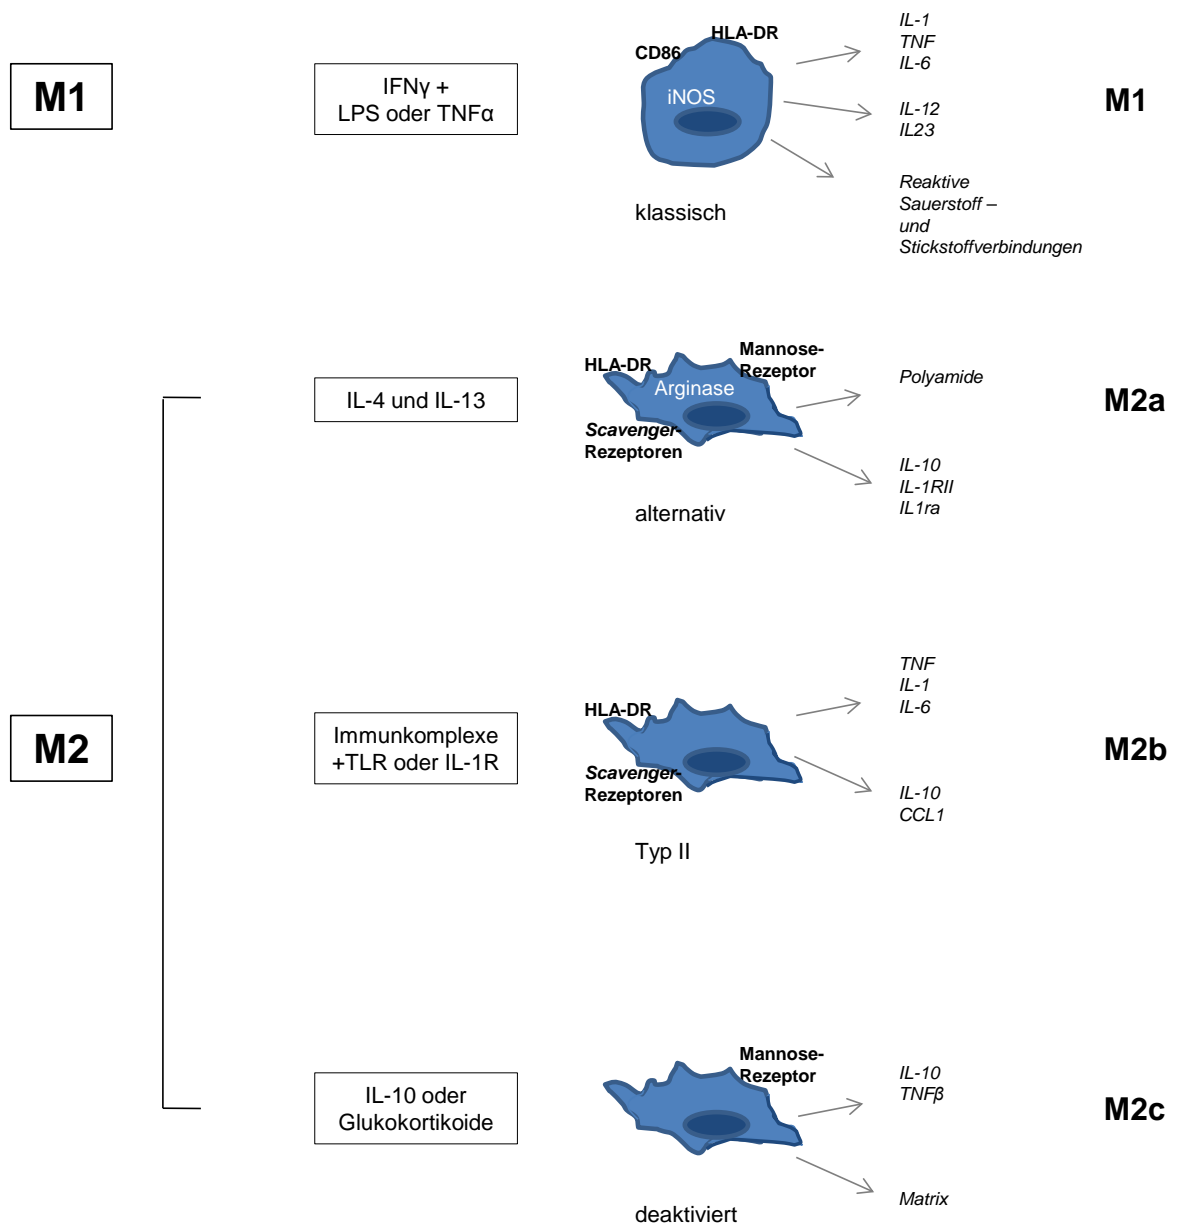 M1
IFNγ +
LPS oder TNFα
HLA-DR
CD86
iNOS
klassisch
IL-1
TNF
IL-6
IL-12
IL23
Reaktive
Sauerstoff –
und
Stickstoffverbindungen
M1
M2
IL-4 und IL-13
HLA-DR
Mannose-
Rezeptor
Arginase
Scavenger-
Rezeptoren
alternativ
Polyamide
IL-10
IL-1RII
IL1ra
M2a
Immunkomplexe
+TLR oder IL-1R
HLA-DR
Scavenger-
Rezeptoren
Typ II
TNF
IL-1
IL-6
IL-10
CCL1
M2b
IL-10 oder
Glukokortikoide
Mannose-
Rezeptor
deaktiviert
IL-10
TNFβ
Matrix
M2c